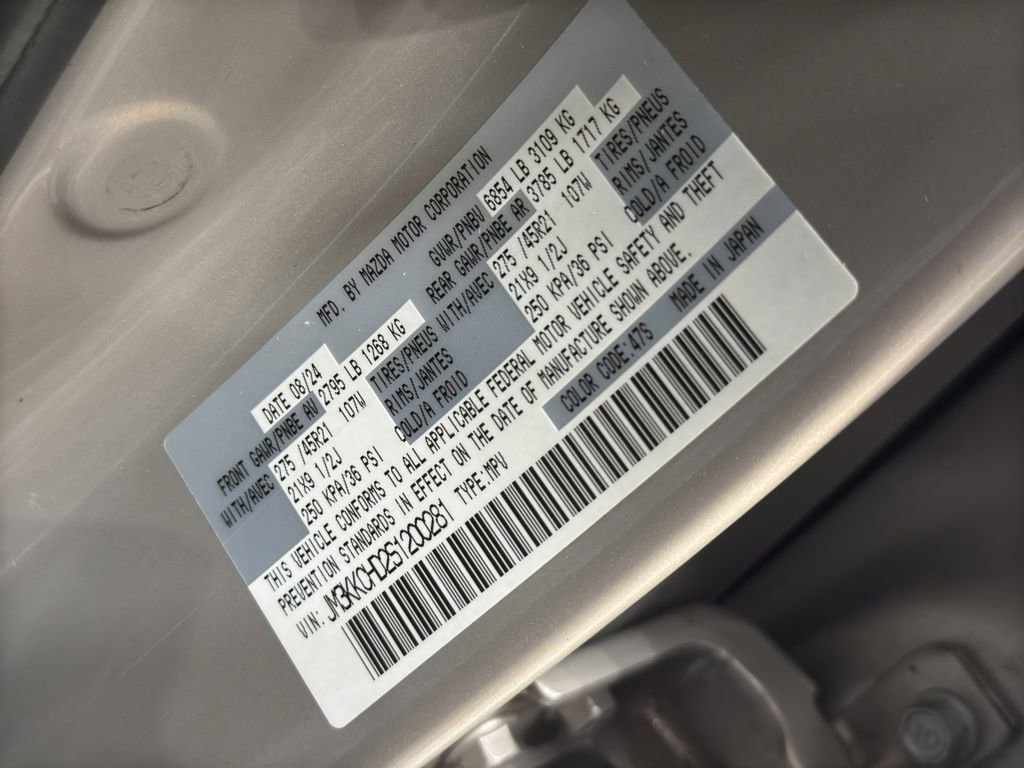 MFD. BY MAZDA MOTOR CORPORATION
DATE 08/24 GVWR/PNBV 6854 LB 3109 KG
FRONT GAWR/PNBE AV 2795 LB 1268 KG REAR GAWR/PNBE AR 3785 LB 1717 KG
WITH/AVEC 275 /45R21 107W TIRES/PNEUS WITH/AVEC 275 /45R21 107W TIRES/PNEUS
21X9 1/2J RIMS/JANTES 21X9 1/2J RIMS/JANTES
250 KPA/36 PSI COLD/A FROID 250 KPA/36 PSI COLD/A FROID
THIS VEHICLE CONFORMS TO ALL APPLICABLE FEDERAL MOTOR VEHICLE SAFETY AND THEFT
PREVENTION STANDARDS IN EFFECT ON THE DATE OF MANUFACTURE SHOWN ABOVE.
VIN: JM3KKCHD2S1200281 TYPE:MPV COLOR CODE:47S MADE IN JAPAN